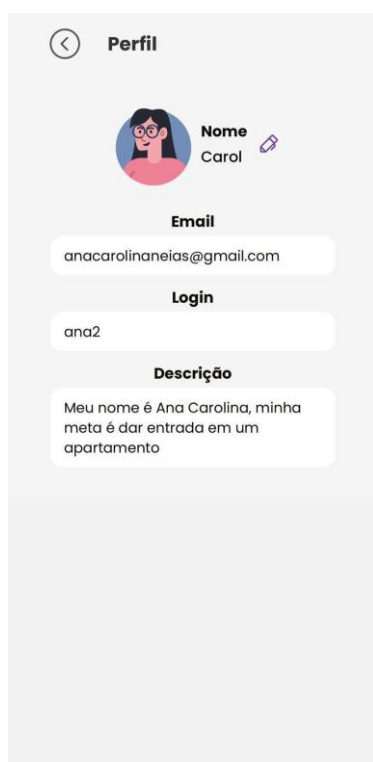 Perfil
Nome
Carol
Email
anacarolinaneias@gmail.com
Login
ana2
Descrição
Meu nome é Ana Carolina, minha
meta é dar entrada em um
apartamento